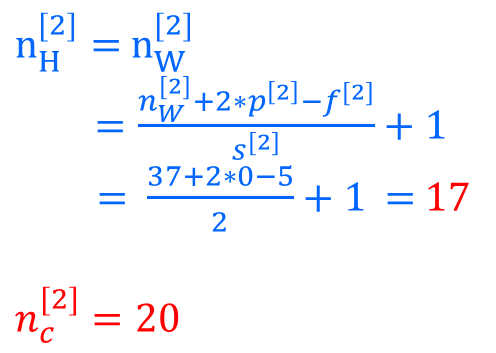 n_H^[2] = n_W^[2]
= (n_W^[2]+2*p^[2]−f^[2])/s^[2] + 1
= (37+2*0−5)/2 + 1 = 17
n_c^[2] = 20